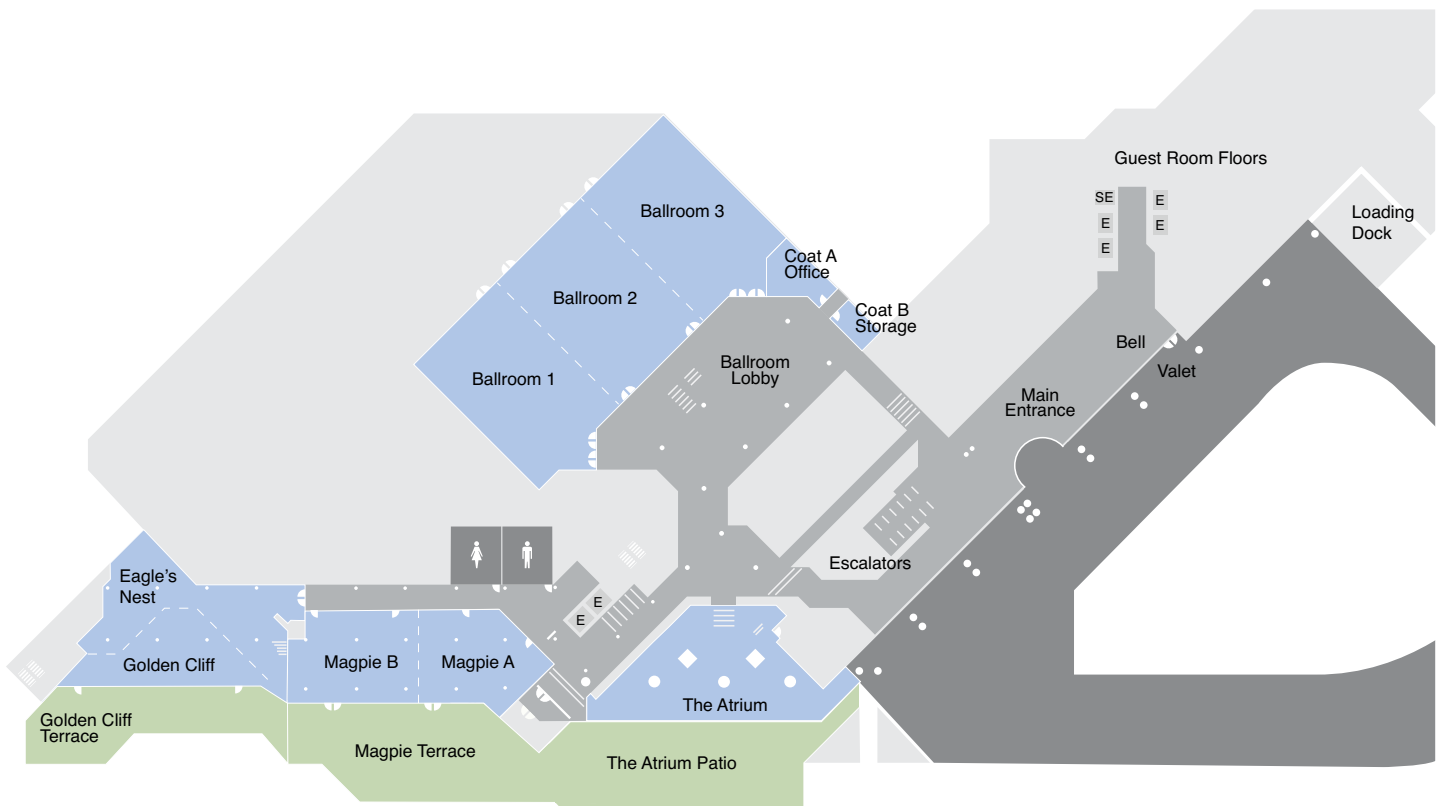 Guest Room Floors
SE
E
E
E
E
E
Loading
Dock
Ballroom 3
Coat A
Office
Ballroom 2
Coat B
Storage
Bell
Valet
Ballroom
Lobby
Ballroom 1
Main
Entrance
Escalators
Eagle's
Nest
E
E
Golden Cliff
Magpie B
Magpie A
The Atrium
Golden Cliff
Terrace
Magpie Terrace
The Atrium Patio